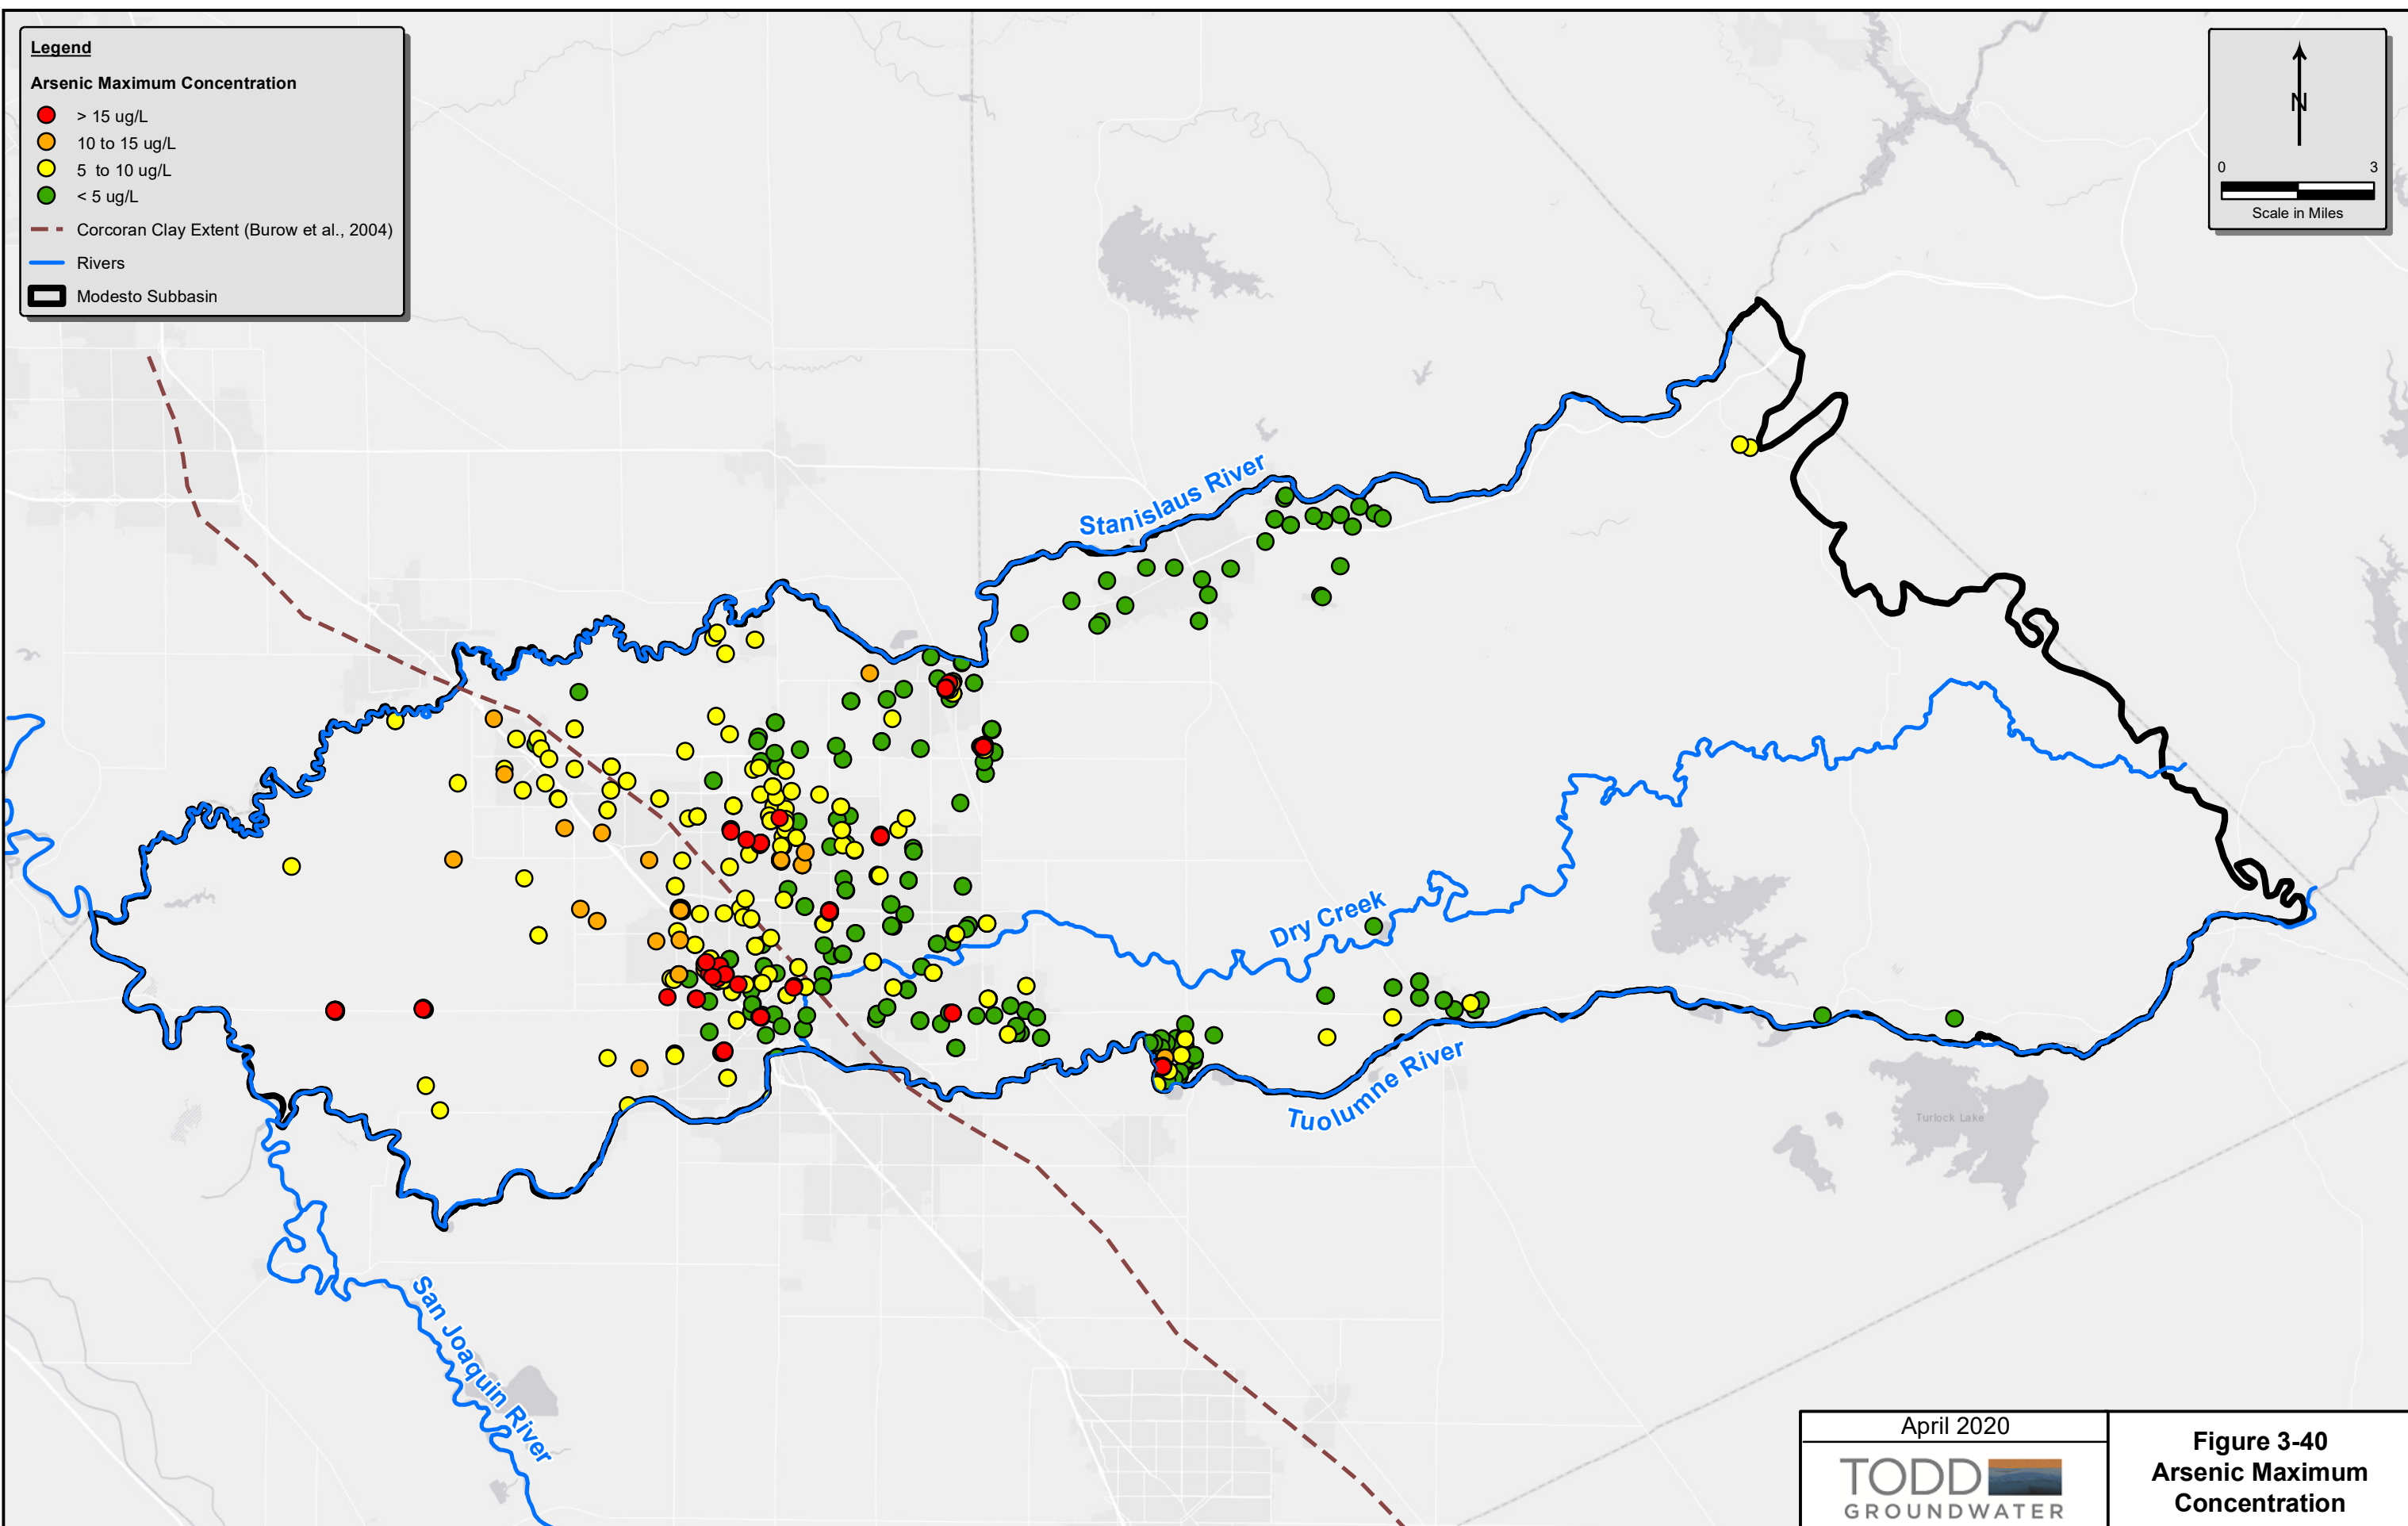 Legend
Arsenic Maximum Concentration
> 15 ug/L
10 to 15 ug/L
5 to 10 ug/L
< 5 ug/L
Corcoran Clay Extent (Burow et al., 2004)
Rivers
Modesto Subbasin
N
0 3
Scale in Miles
Stanislaus River
Dry Creek
Tuolumne River
Turlock Lake
San Joaquin River
April 2020
TODD
GROUNDWATER
Figure 3-40
Arsenic Maximum
Concentration